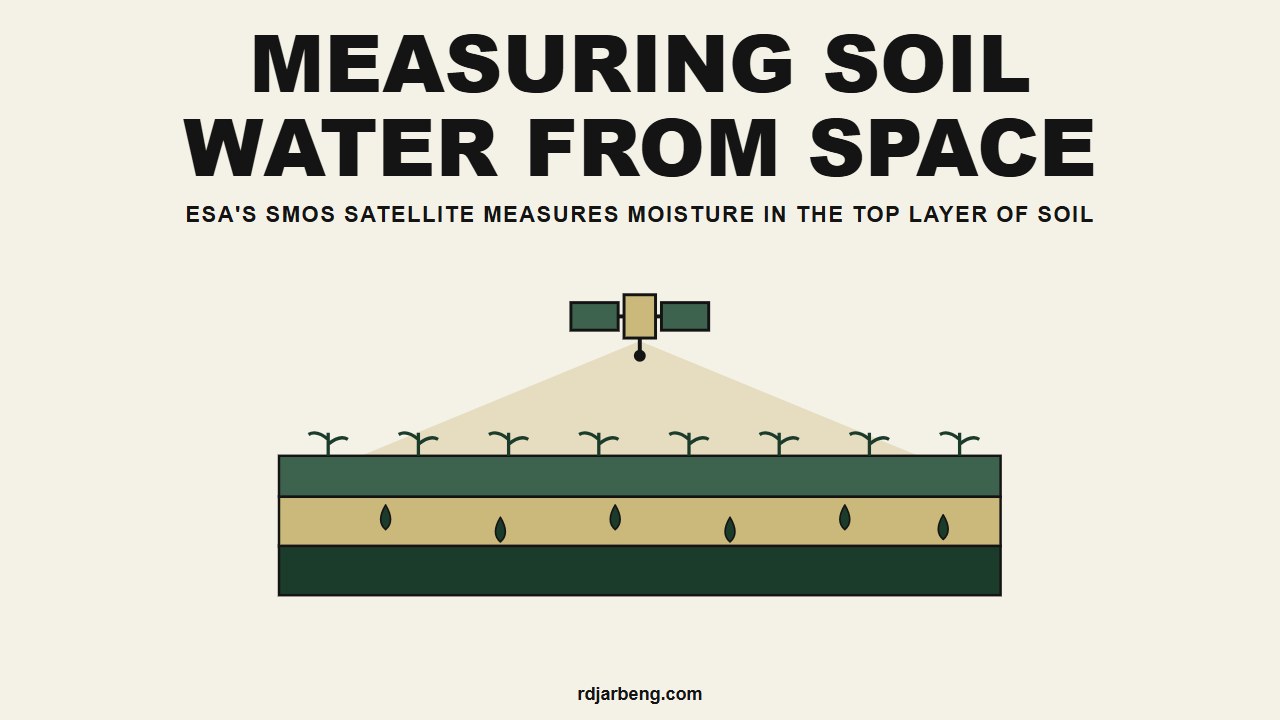 MEASURING SOIL
WATER FROM SPACE
ESA'S SMOS SATELLITE MEASURES MOISTURE IN THE TOP LAYER OF SOIL
rdjarbeng.com